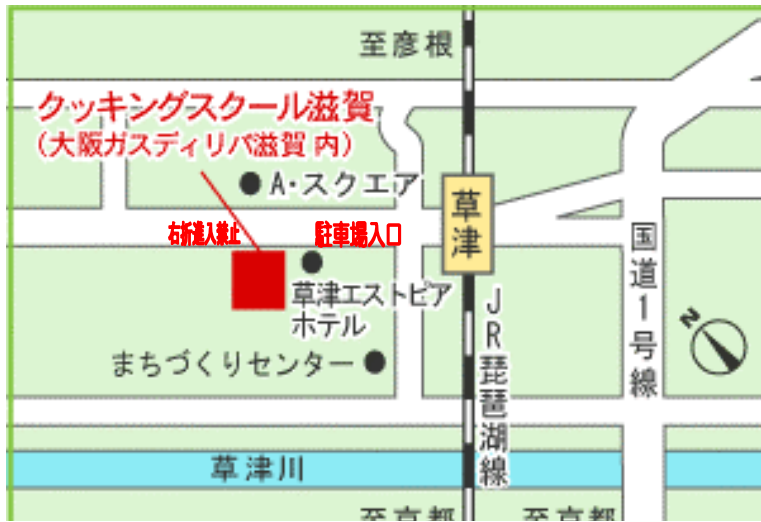 至彦根
クッキングスクール滋賀
（大阪ガスディリパ滋賀 内）
A・スクエア
草津
右折進入禁止
駐車場入口
国道1号線
草津エストピア
ホテル
JR琵琶湖線
N
まちづくりセンター
草津川
至京都
至京都